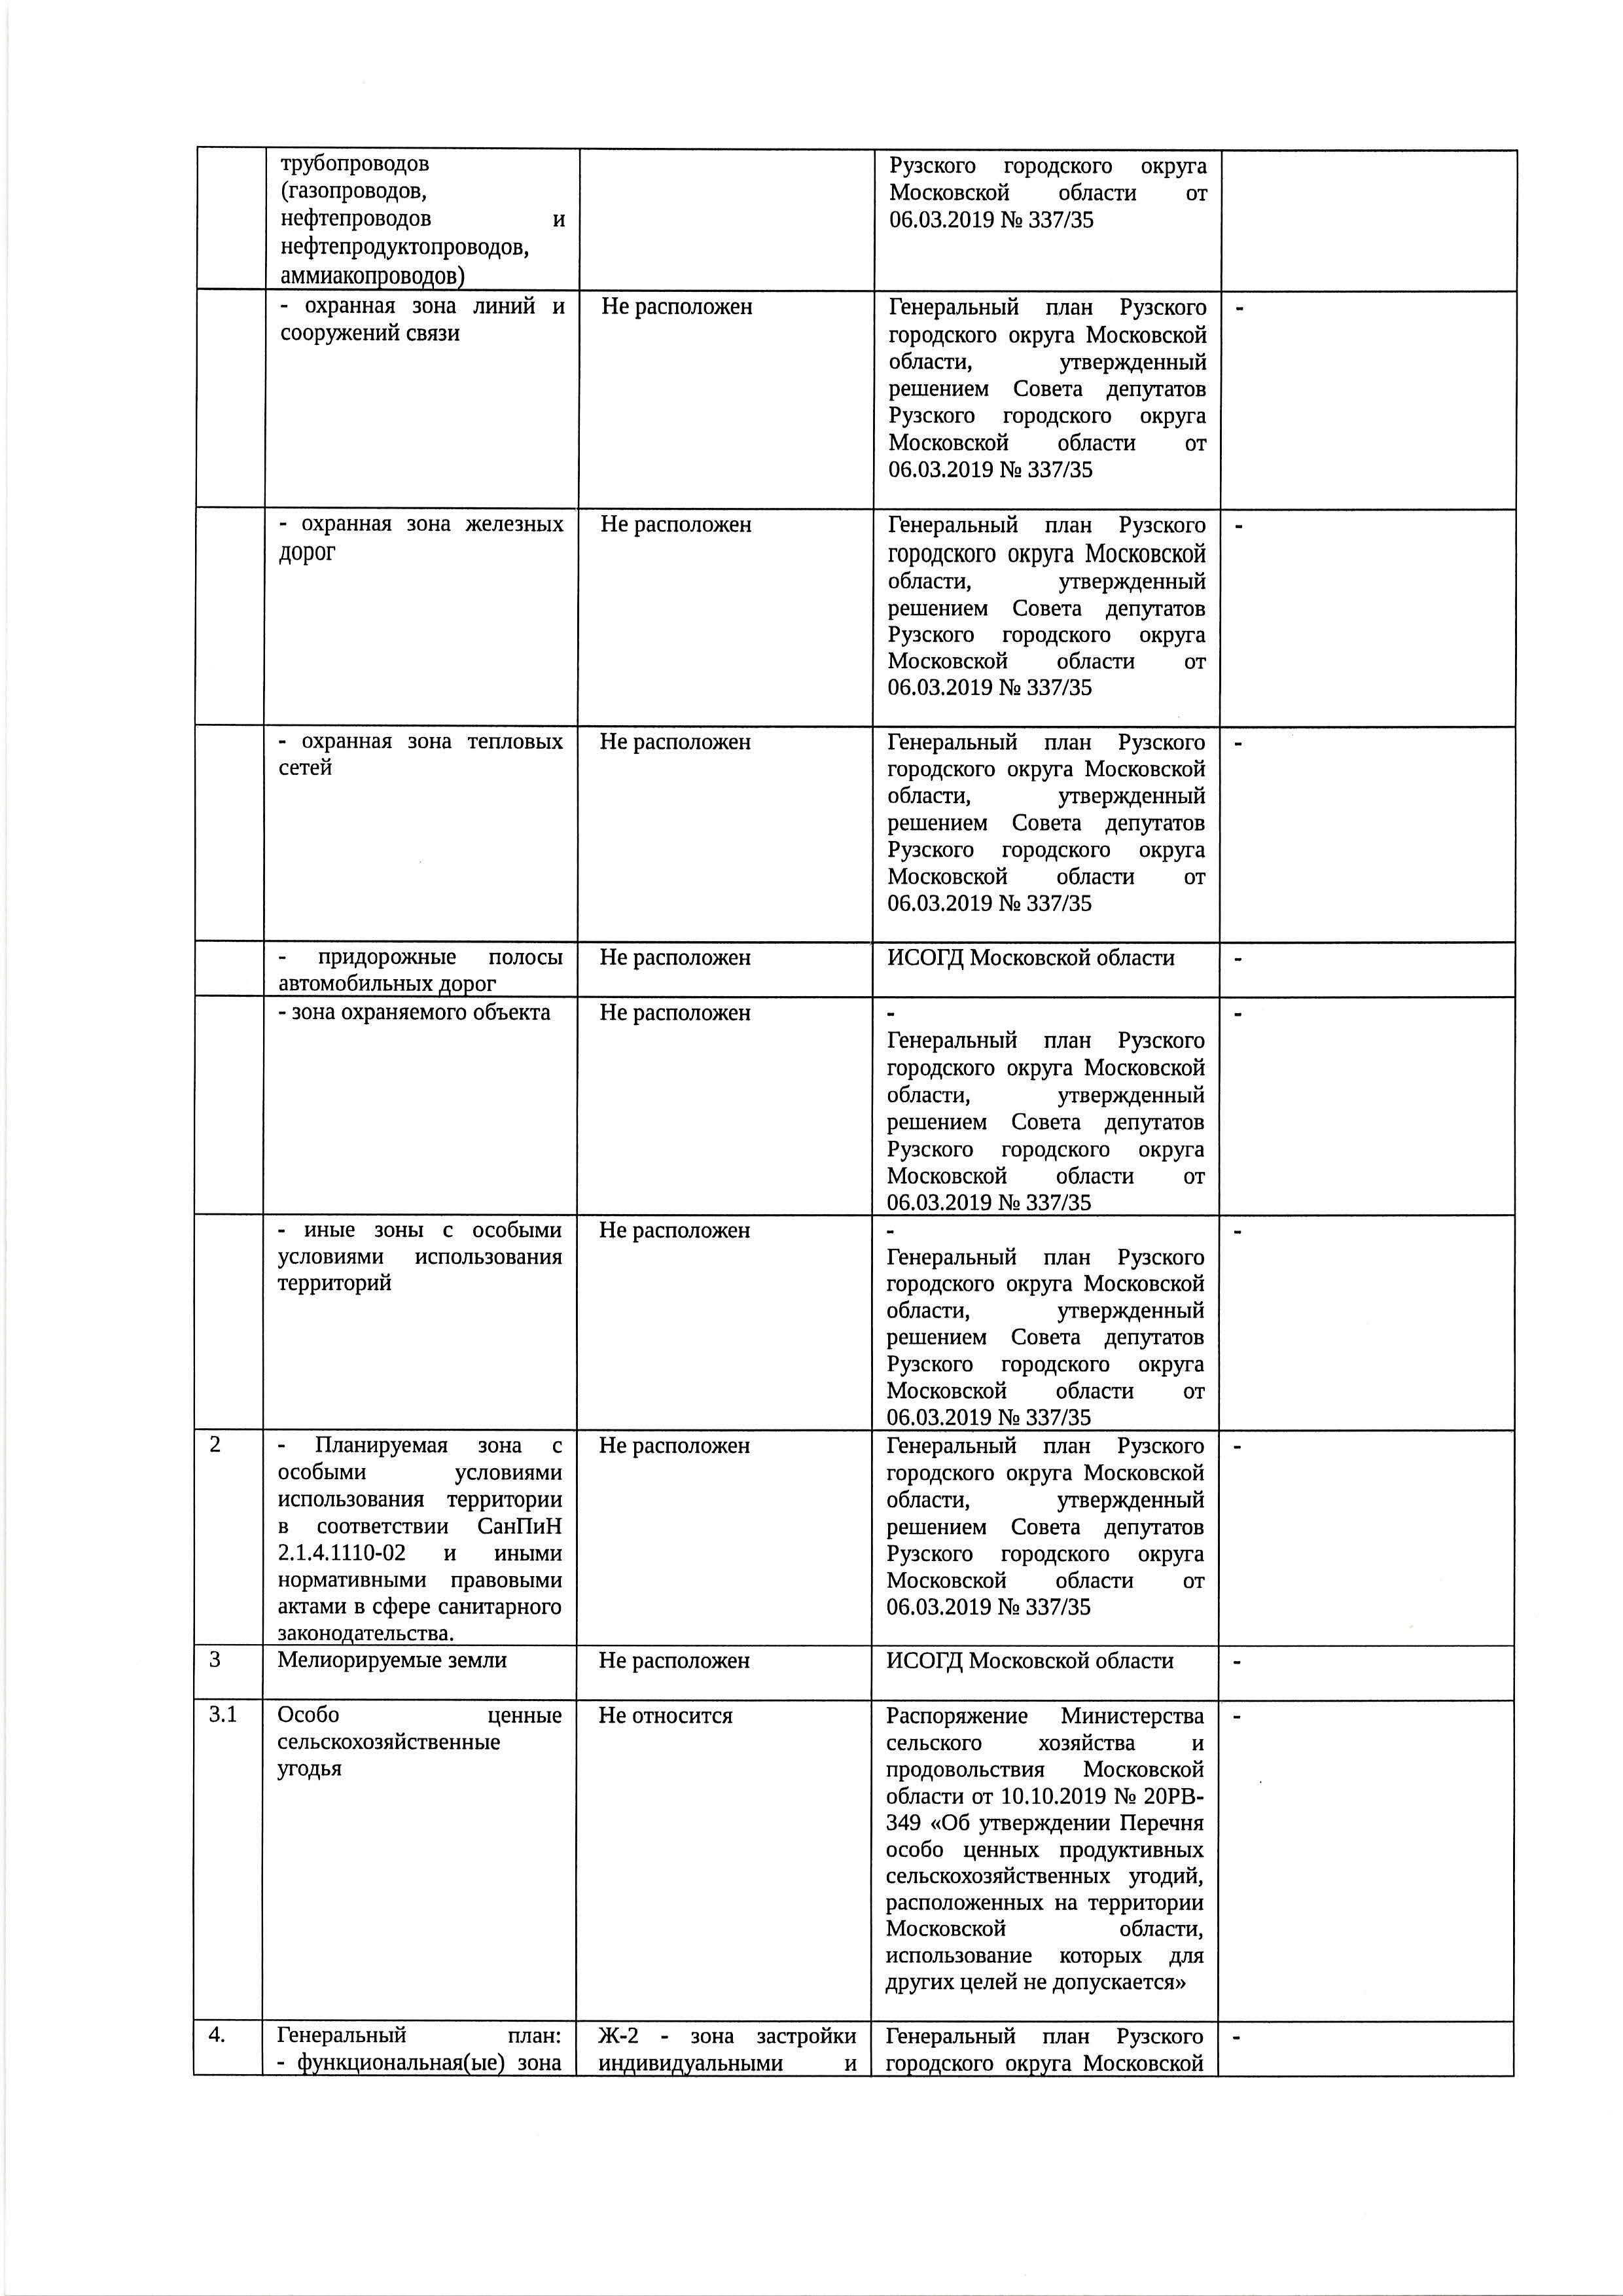 трубопроводов
(газопроводов,
нефтепроводов и
нефтепродуктопроводов,
аммиакопроводов)
Рузского городского округа
Московской области от
06.03.2019 № 337/35
- охранная зона линий и
сооружений связи
Не расположен
Генеральный план Рузского
городского округа Московской
области, утвержденный
решением Совета депутатов
Рузского городского округа
Московской области от
06.03.2019 № 337/35
-
- охранная зона железных
дорог
Не расположен
Генеральный план Рузского
городского округа Московской
области, утвержденный
решением Совета депутатов
Рузского городского округа
Московской области от
06.03.2019 № 337/35
-
- охранная зона тепловых
сетей
Не расположен
Генеральный план Рузского
городского округа Московской
области, утвержденный
решением Совета депутатов
Рузского городского округа
Московской области от
06.03.2019 № 337/35
-
- придорожные полосы
автомобильных дорог
Не расположен
ИСОГД Московской области
-
- зона охраняемого объекта
Не расположен
-
Генеральный план Рузского
городского округа Московской
области, утвержденный
решением Совета депутатов
Рузского городского округа
Московской области от
06.03.2019 № 337/35
-
- иные зоны с особыми
условиями использования
территорий
Не расположен
-
Генеральный план Рузского
городского округа Московской
области, утвержденный
решением Совета депутатов
Рузского городского округа
Московской области от
06.03.2019 № 337/35
-
2
- Планируемая зона с
особыми условиями
использования территории
в соответствии СанПиН
2.1.4.1110-02 и иными
нормативными правовыми
актами в сфере санитарного
законодательства.
Не расположен
Генеральный план Рузского
городского округа Московской
области, утвержденный
решением Совета депутатов
Рузского городского округа
Московской области от
06.03.2019 № 337/35
-
3
Мелиорируемые земли
Не расположен
ИСОГД Московской области
-
3.1
Особо ценные
сельскохозяйственные
угодья
Не относится
Распоряжение Министерства
сельского хозяйства и
продовольствия Московской
области от 10.10.2019 № 20РВ-
349 «Об утверждении Перечня
особо ценных продуктивных
сельскохозяйственных угодий,
расположенных на территории
Московской области,
использование которых для
других целей не допускается»
-
4.
Генеральный план:
- функциональная(ые) зона
Ж-2 - зона застройки
индивидуальными и
Генеральный план Рузского
городского округа Московской
-